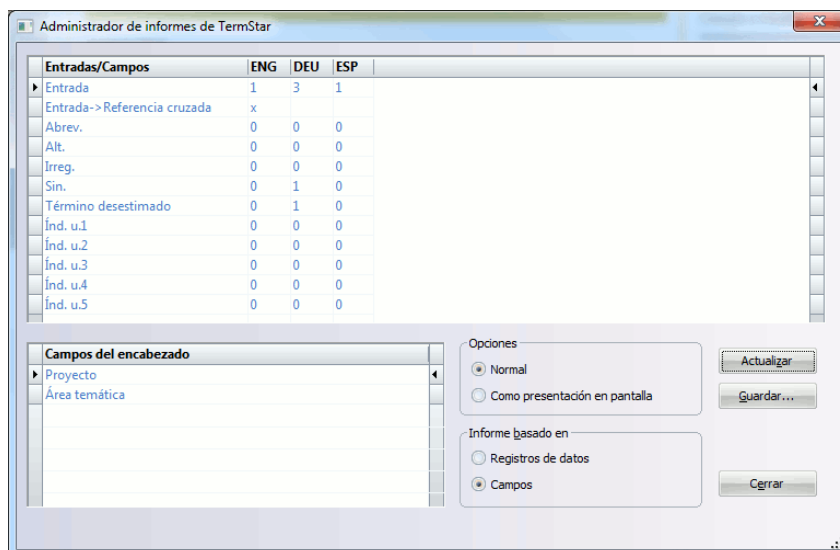 Administrador de informes de TermStar
Entradas/Campos ENG DEU ESP
Entrada 1 3 1
Entrada->Referencia cruzada x
Abrev. 0 0 0
Alt. 0 0 0
Irreg. 0 0 0
Sin. 0 1 0
Término desestimado 0 1 0
Índ. u.1 0 0 0
Índ. u.2 0 0 0
Índ. u.3 0 0 0
Índ. u.4 0 0 0
Índ. u.5 0 0 0
Campos del encabezado
Proyecto
Área temática
Opciones
Normal
Como presentación en pantalla
Informe basado en
Registros de datos
Campos
Actualizar
Guardar...
Cerrar